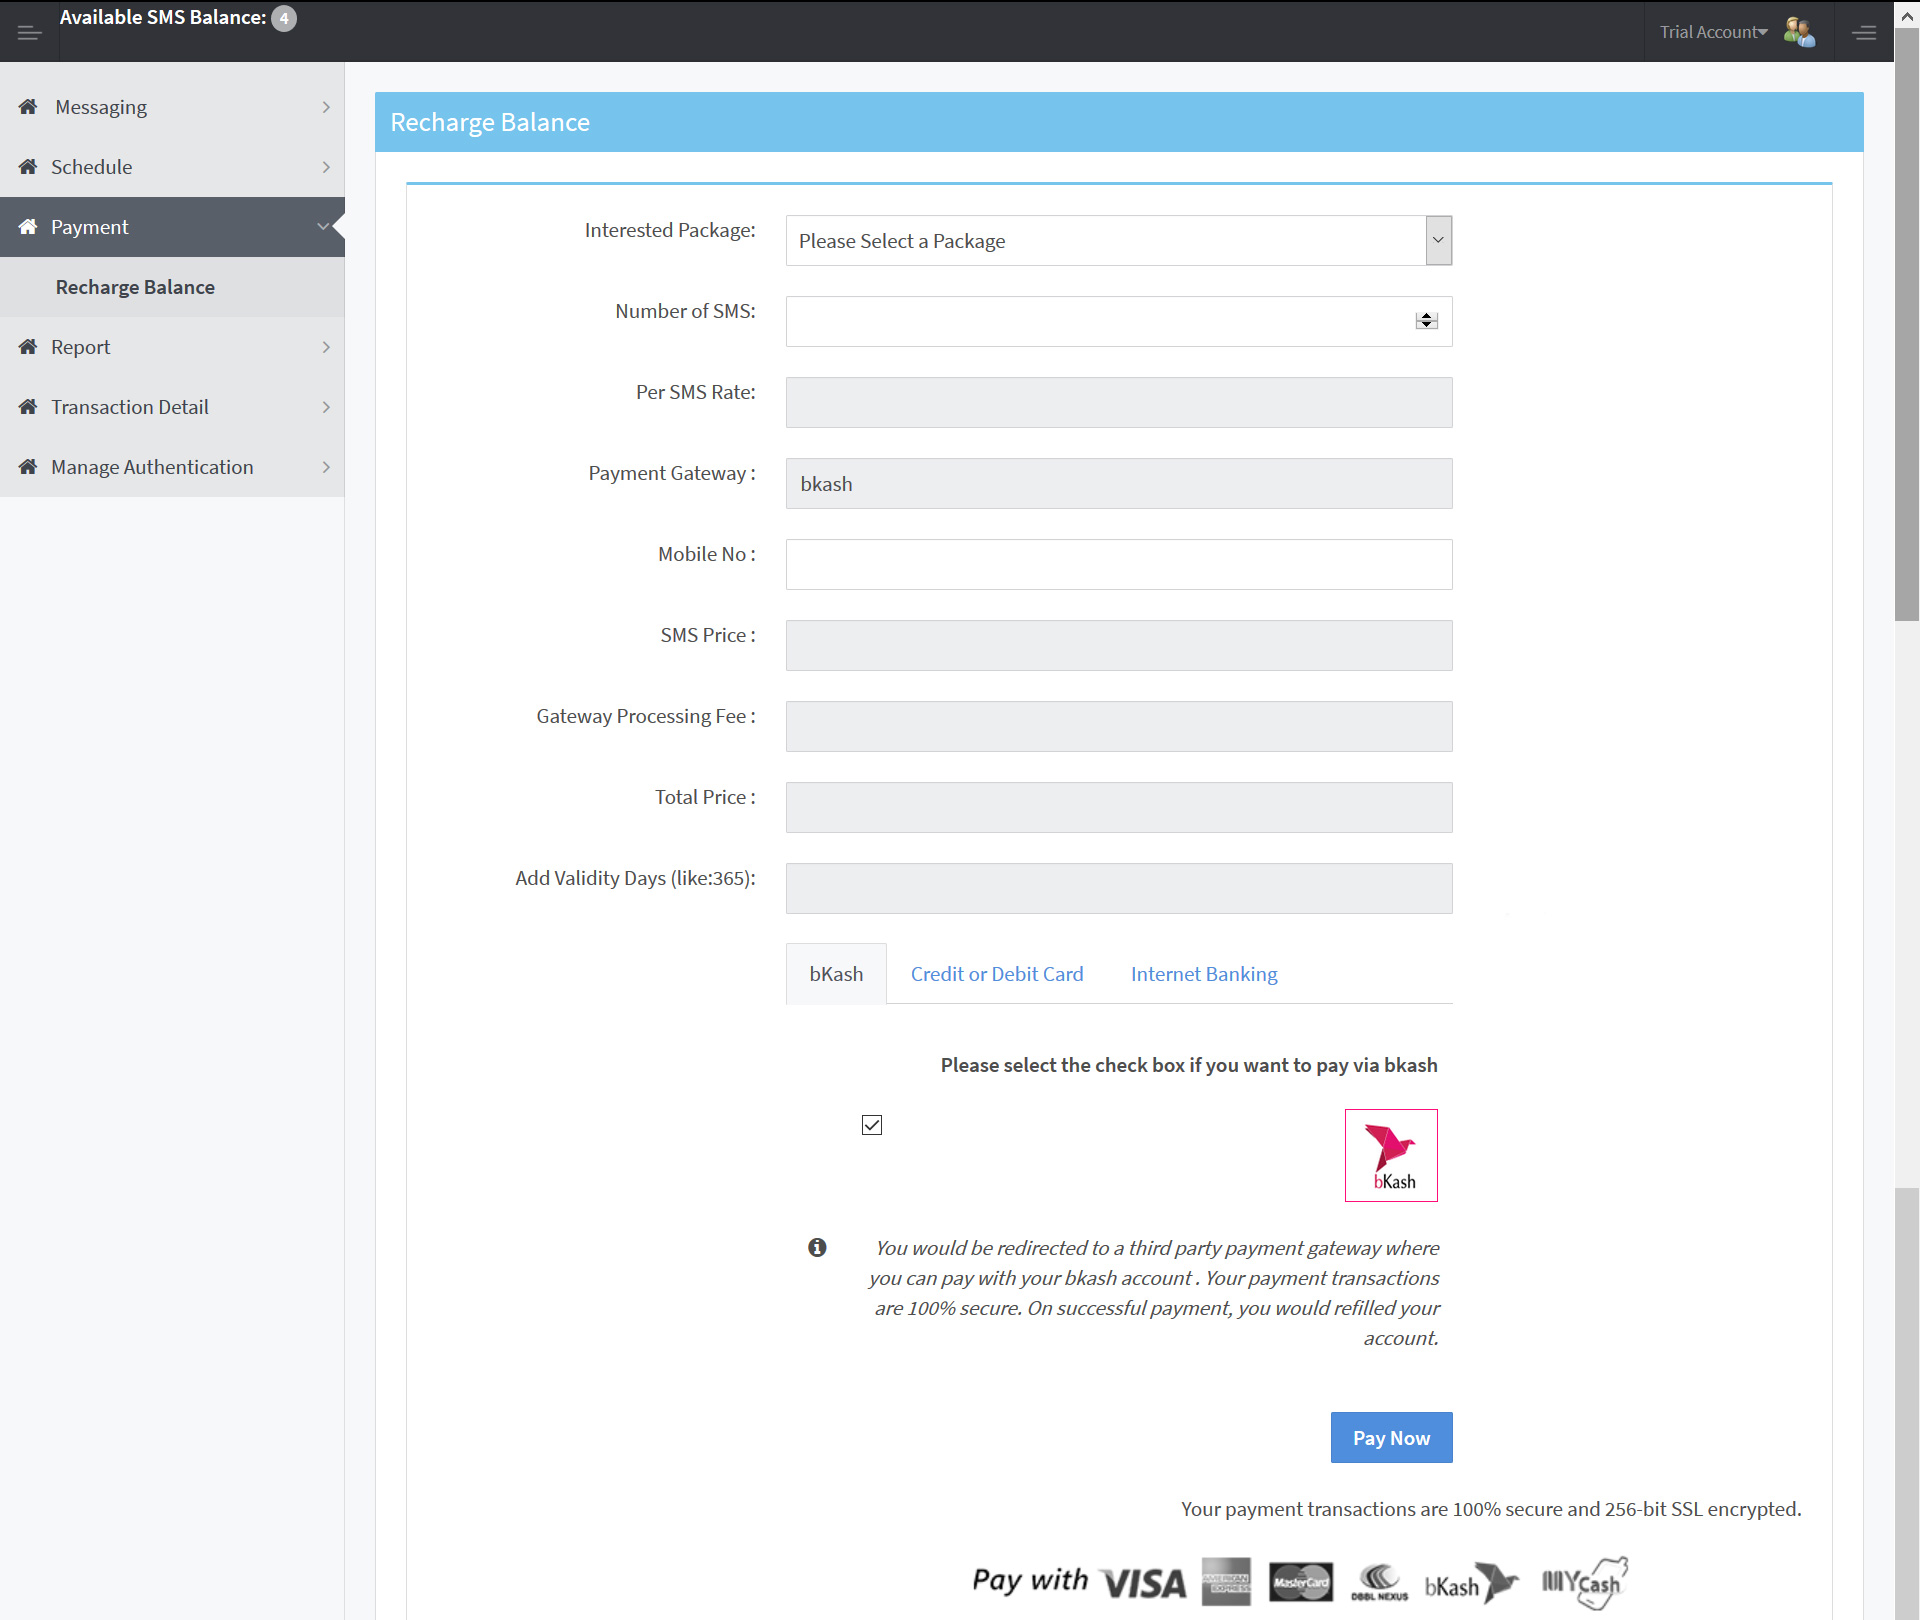 Available SMS Balance: 4
Trial Account
Messaging
Schedule
Payment
Recharge Balance
Report
Transaction Detail
Manage Authentication
Recharge Balance
Interested Package: Please Select a Package
Number of SMS:
Per SMS Rate:
Payment Gateway : bkash
Mobile No :
SMS Price :
Gateway Processing Fee :
Total Price :
Add Validity Days (like:365):
bKash Credit or Debit Card Internet Banking
Please select the check box if you want to pay via bkash
bKash
You would be redirected to a third party payment gateway where
you can pay with your bkash account . Your payment transactions
are 100% secure. On successful payment, you would refilled your
account.
Pay Now
Your payment transactions are 100% secure and 256-bit SSL encrypted.
Pay with VISA AMERICAN EXPRESS MasterCard DBBL NEXUS bKash MYCash